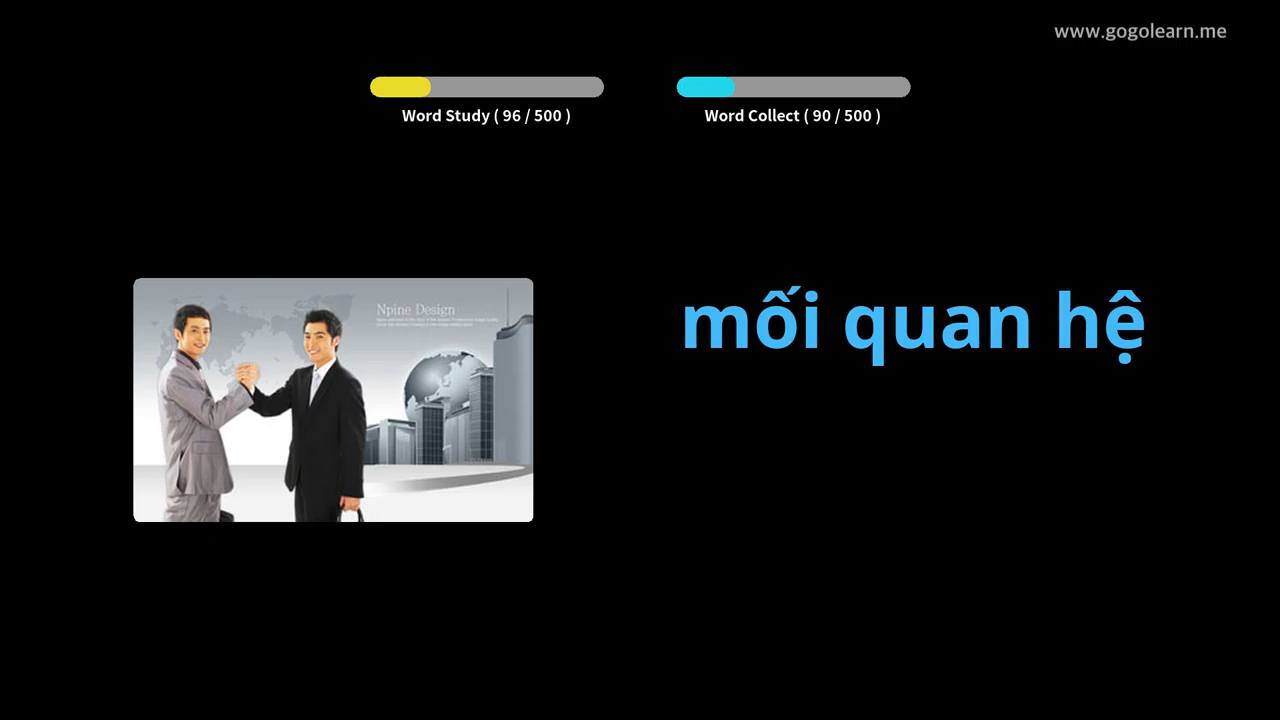 www.gogolearn.me
Word Study ( 96 / 500 )
Word Collect ( 90 / 500 )
Npine Design
mối quan hệ